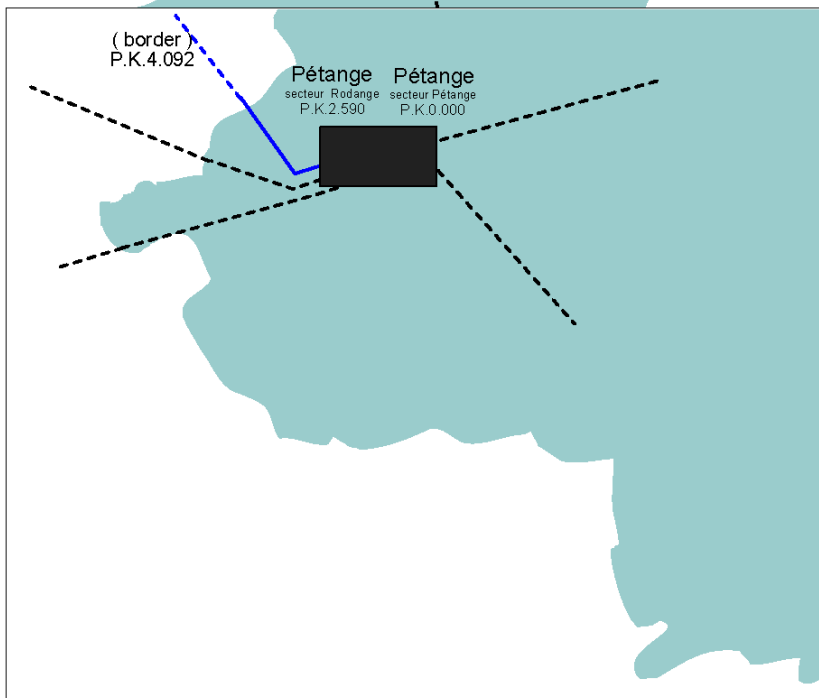 ( border )
P.K.4.092
Pétange
secteur Rodange
P.K.2.590
Pétange
secteur Pétange
P.K.0.000